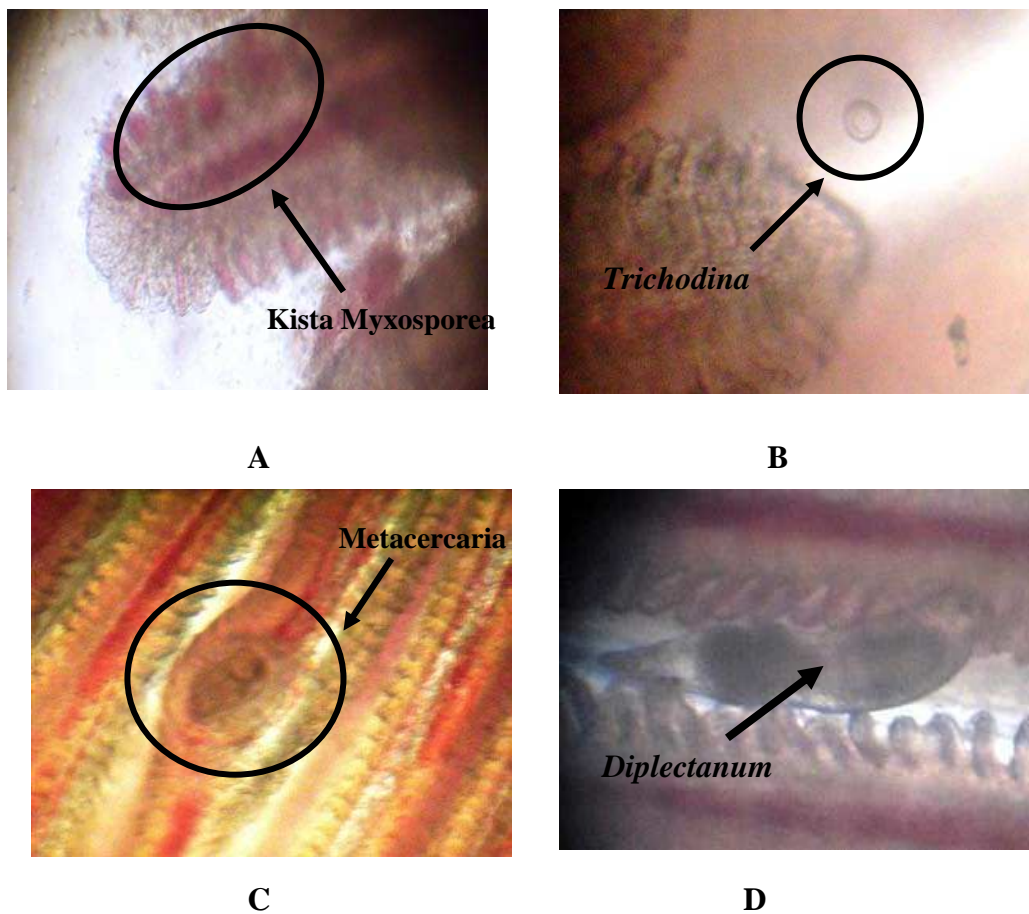 Trichodina
Kista Myxosporea
A
B
Metacercaria
Diplectanum
C
D